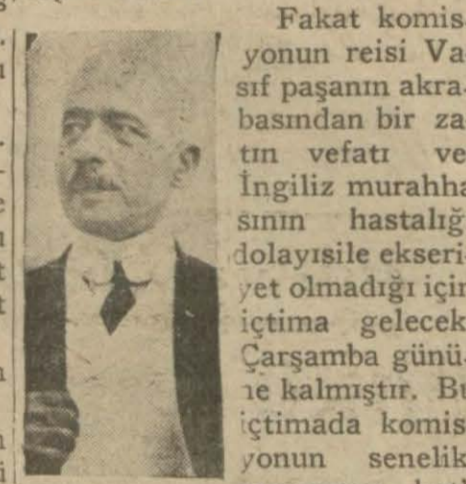 Fakat komis
yonun reisi Va
sıf paşanın akra-
basından bir za
tın vefatı ve
İngiliz murahha
sının hastalığ
dolayısile ekseri-
yet olmadığı için
içtima gelecek
Çarşamba günü-
ne kalmıştır. Bu
içtimada komis
yonun senelik